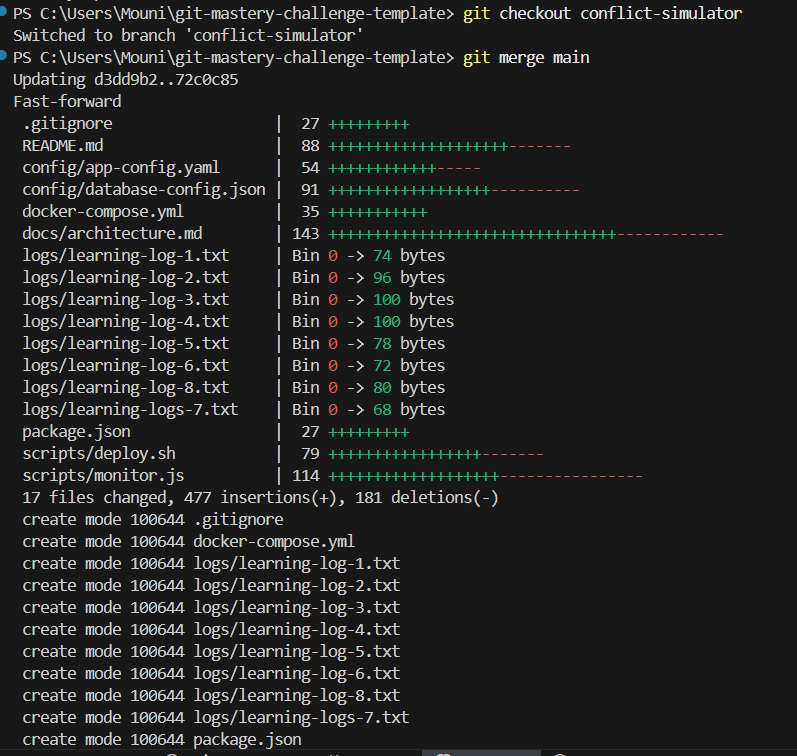 PS C:\Users\Mouni\git-mastery-challenge-template> git checkout conflict-simulator
Switched to branch 'conflict-simulator'
PS C:\Users\Mouni\git-mastery-challenge-template> git merge main
Updating d3dd9b2..72c0c85
Fast-forward
 .gitignore                  |  27 +++++++++
 README.md                   |  88 ++++++++++++++++++++-------
 config/app-config.yaml      |  54 ++++++++++++-----
 config/database-config.json |  91 ++++++++++++++++++----------
 docker-compose.yml          |  35 +++++++++++
 docs/architecture.md        | 143 ++++++++++++++++++++++++++++++++------------
 logs/learning-log-1.txt     | Bin 0 -> 74 bytes
 logs/learning-log-2.txt     | Bin 0 -> 96 bytes
 logs/learning-log-3.txt     | Bin 0 -> 100 bytes
 logs/learning-log-4.txt     | Bin 0 -> 100 bytes
 logs/learning-log-5.txt     | Bin 0 -> 78 bytes
 logs/learning-log-6.txt     | Bin 0 -> 72 bytes
 logs/learning-log-8.txt     | Bin 0 -> 80 bytes
 logs/learning-logs-7.txt    | Bin 0 -> 68 bytes
 package.json                |  27 +++++++++
 scripts/deploy.sh           |  79 +++++++++++++++++-------
 scripts/monitor.js          | 114 +++++++++++++++++++----------------
 17 files changed, 477 insertions(+), 181 deletions(-)
 create mode 100644 .gitignore
 create mode 100644 docker-compose.yml
 create mode 100644 logs/learning-log-1.txt
 create mode 100644 logs/learning-log-2.txt
 create mode 100644 logs/learning-log-3.txt
 create mode 100644 logs/learning-log-4.txt
 create mode 100644 logs/learning-log-5.txt
 create mode 100644 logs/learning-log-6.txt
 create mode 100644 logs/learning-log-8.txt
 create mode 100644 logs/learning-logs-7.txt
 create mode 100644 package.json